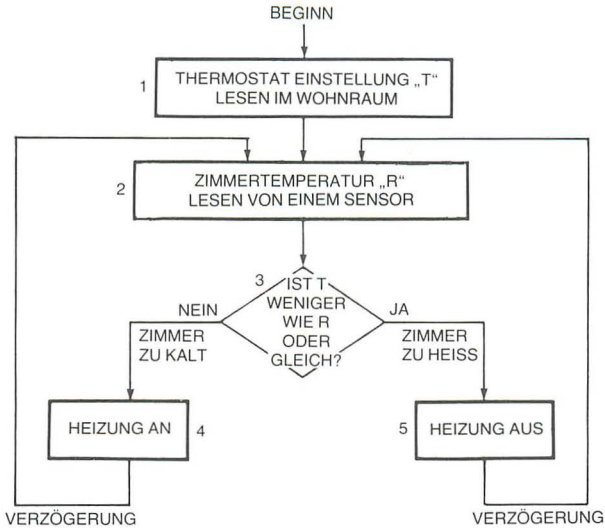 BEGINN
1
THERMOSTAT EINSTELLUNG „T“
LESEN IM WOHNRAUM
2
ZIMMERTEMPERATUR „R“
LESEN VON EINEM SENSOR
3
IST T
WENIGER
WIE R
ODER
GLEICH?
NEIN
ZIMMER
ZU KALT
JA
ZIMMER
ZU HEISS
HEIZUNG AN
4
5
HEIZUNG AUS
VERZÖGERUNG
VERZÖGERUNG